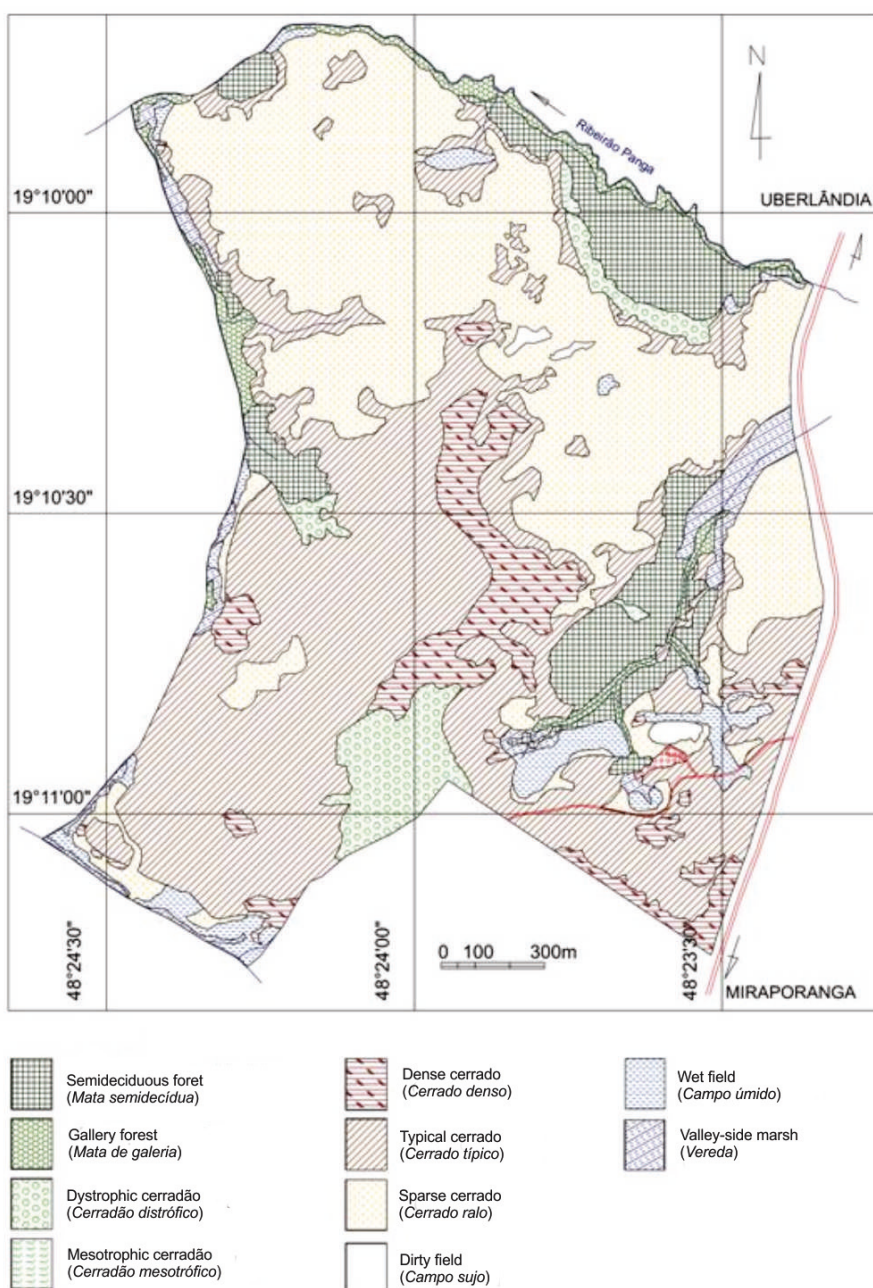 N
Ribeirão Panga
19°10'00"
UBERLÂNDIA
19°10'30"
19°11'00"
48°24'30"
48°24'00"
48°23'30"
0 100 300m
MIRAPORANGA
Semideciduous foret
(Mata semidecídua)
Gallery forest
(Mata de galeria)
Dystrophic cerradão
(Cerradão distrófico)
Mesotrophic cerradão
(Cerradão mesotrófico)
Dense cerrado
(Cerrado denso)
Typical cerrado
(Cerrado típico)
Sparse cerrado
(Cerrado ralo)
Dirty field
(Campo sujo)
Wet field
(Campo úmido)
Valley-side marsh
(Vereda)